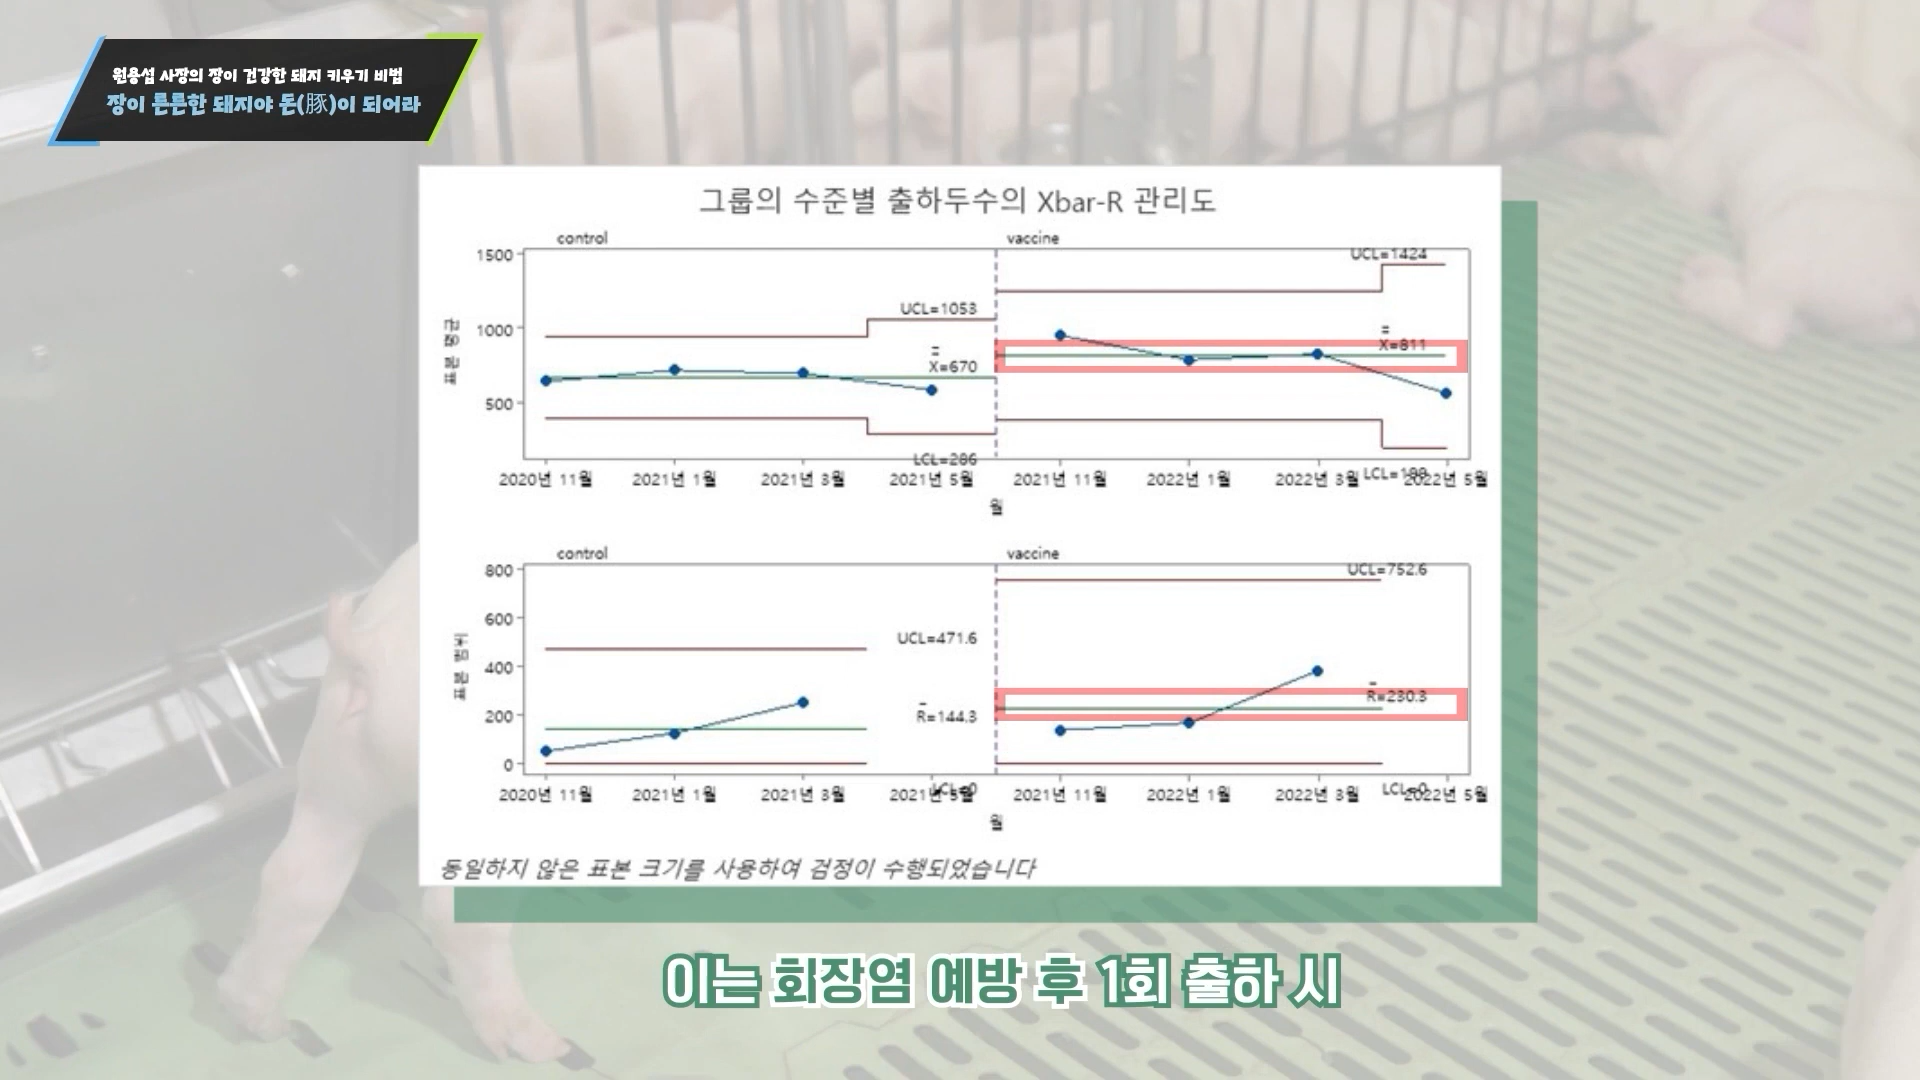 원용섭 사장의 장이 건강한 돼지 키우기 비법
장이 튼튼한 돼지야 돈(豚)이 되어라
그룹의 수준별 출하두수의 Xbar-R 관리도
control
vaccine
1500
1000
500
표본 평균
UCL=1053
X=670
LCL=286
UCL=1424
X=811
LCL=199
2020년 11월
2021년 1월
2021년 3월
2021년 5월
2021년 11월
2022년 1월
2022년 3월
2022년 5월
월
control
vaccine
800
600
400
200
0
표본 범위
UCL=471.6
R=144.3
LCL=0
UCL=752.6
R=230.3
LCL=0
2020년 11월
2021년 1월
2021년 3월
2021년 5월
2021년 11월
2022년 1월
2022년 3월
2022년 5월
월
동일하지 않은 표본 크기를 사용하여 검정이 수행되었습니다
이는 회장염 예방 후 1회 출하 시